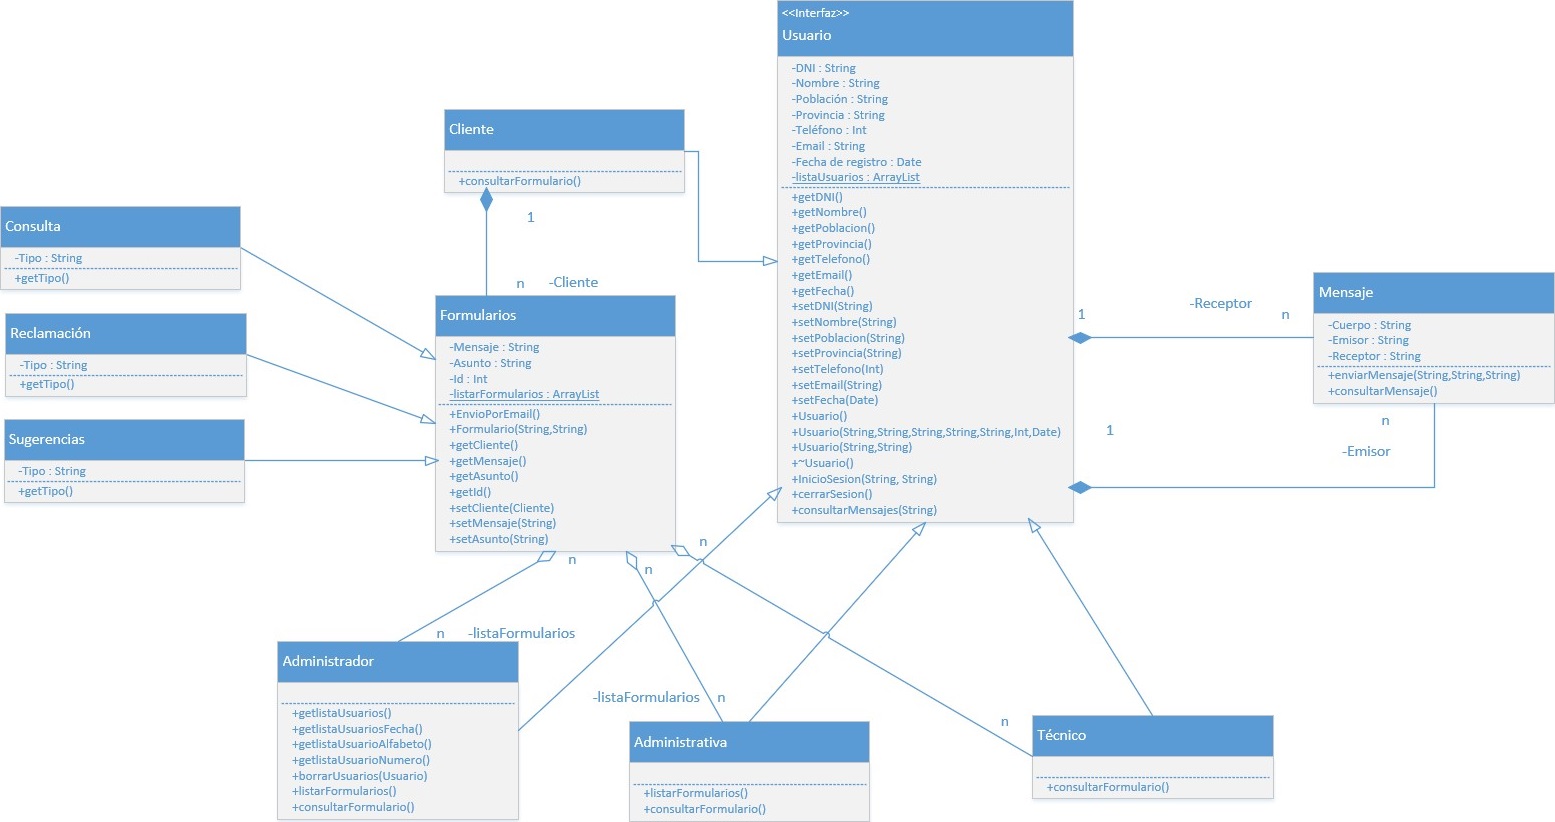 <<Interfaz>>
Usuario
-DNI : String
-Nombre : String
-Población : String
-Provincia : String
-Teléfono : Int
-Email : String
-Fecha de registro : Date
-listaUsuarios : ArrayList
+getDNI()
+getNombre()
+getPoblacion()
+getProvincia()
+getTelefono()
+getEmail()
+getFecha()
+setDNI(String)
+setNombre(String)
+setPoblacion(String)
+setProvincia(String)
+setTelefono(Int)
+setEmail(String)
+setFecha(Date)
+Usuario()
+Usuario(String,String,String,String,String,Int,Date)
+Usuario(String,String)
+~Usuario()
+InicioSesion(String, String)
+cerrarSesion()
+consultarMensajes(String)
Cliente
+consultarFormulario()
1
n -Cliente
Consulta
-Tipo : String
+getTipo()
Reclamación
-Tipo : String
+getTipo()
Sugerencias
-Tipo : String
+getTipo()
Formularios
-Mensaje : String
-Asunto : String
-Id : Int
-listarFormularios : ArrayList
+EnvioPorEmail()
+Formulario(String,String)
+getCliente()
+getMensaje()
+getAsunto()
+getId()
+setCliente(Cliente)
+setMensaje(String)
+setAsunto(String)
Mensaje
-Cuerpo : String
-Emisor : String
-Receptor : String
+enviarMensaje(String,String,String)
+consultarMensaje()
-Receptor
1
n
n
1
-Emisor
n
n
n
n -listaFormularios
Administrador
+getlistaUsuarios()
+getlistaUsuariosFecha()
+getlistaUsuarioAlfabeto()
+getlistaUsuarioNumero()
+borrarUsuarios(Usuario)
+listarFormularios()
+consultarFormulario()
-listaFormularios n
Administrativa
+listarFormularios()
+consultarFormulario()
n
Técnico
+consultarFormulario()